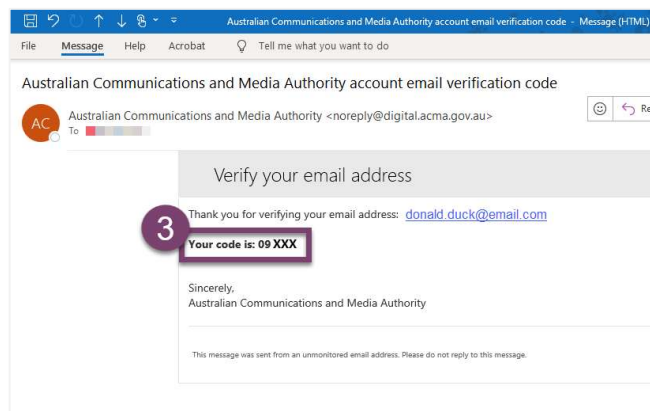 Australian Communications and Media Authority account email verification code - Message (HTML)
File Message Help Acrobat Tell me what you want to do
Australian Communications and Media Authority account email verification code
AC
Australian Communications and Media Authority <noreply@digital.acma.gov.au>
Re
To
Verify your email address
Thank you for verifying your email address: donald.duck@email.com
3
Your code is: 09 XXX
Sincerely,
Australian Communications and Media Authority
This message was sent from an unmonitored email address. Please do not reply to this message.